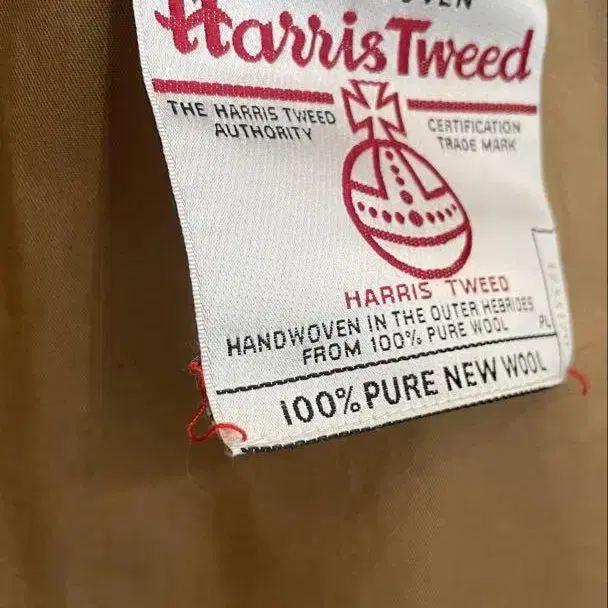 Harris Tweed
THE HARRIS TWEED
AUTHORITY
CERTIFICATION
TRADE MARK
HARRIS TWEED
HANDWOVEN IN THE OUTER HEBRIDES
FROM 100% PURE WOOL
PL
100% PURE NEW WOOL